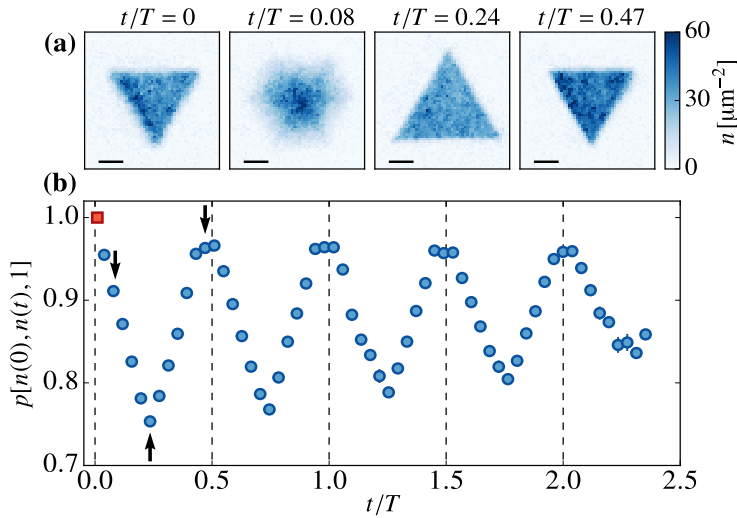 t/T = 0
t/T = 0.08
t/T = 0.24
t/T = 0.47
(a)
60
30
0
n [μm⁻²]
(b)
1.0
0.9
0.8
0.7
p[n(0), n(t), 1]
0.0
0.5
1.0
1.5
2.0
2.5
t/T